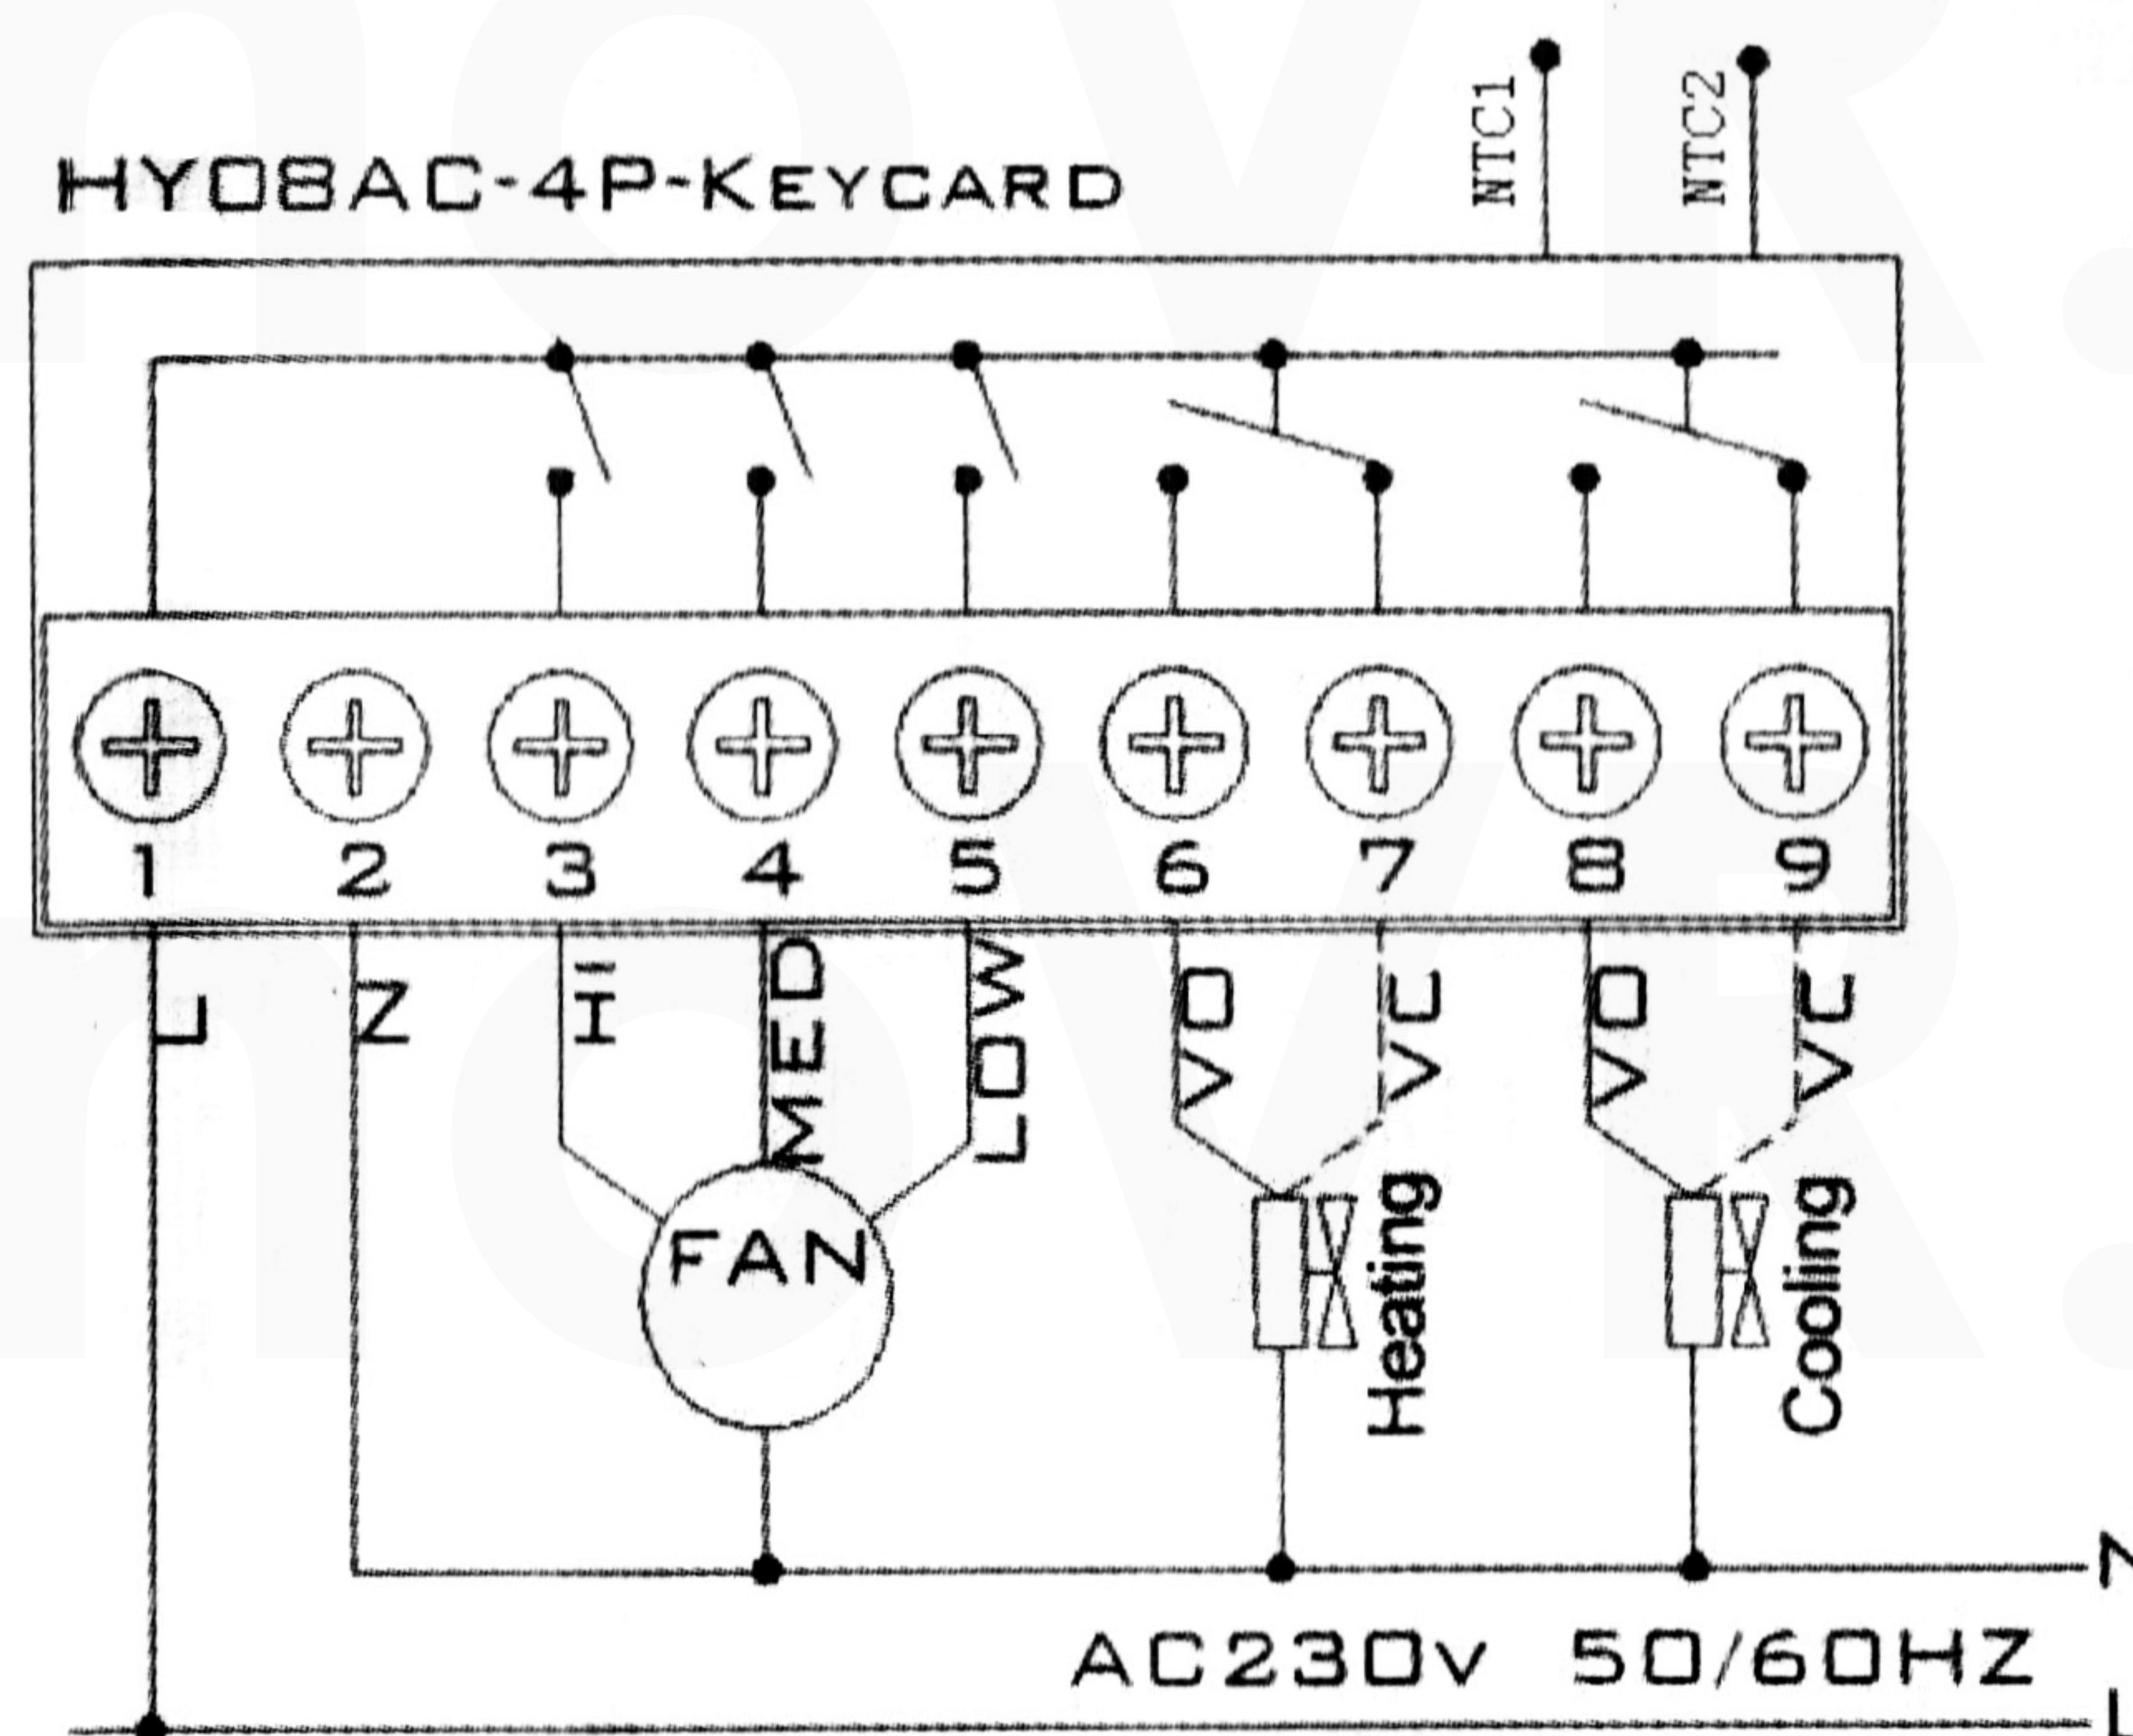 NTC1
NTC2
HY08AC-4P-KEYCARD
1 2 3 4 5 6 7 8 9
L
N
HI
MED
LOW
VO
VC
VO
VC
FAN
Heating
Cooling
N
AC230V 50/60HZ
L